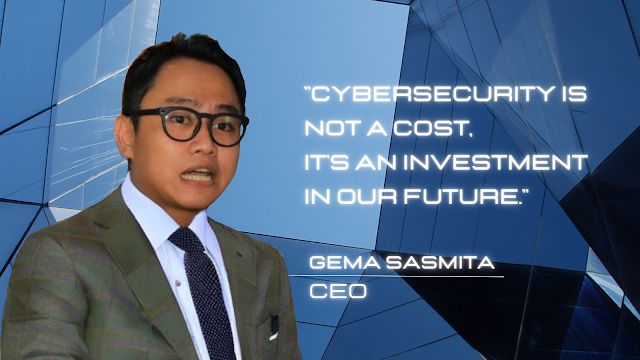 "CYBERSECURITY IS
NOT A COST,
IT'S AN INVESTMENT
IN OUR FUTURE."
GEMA SASMITA
CEO